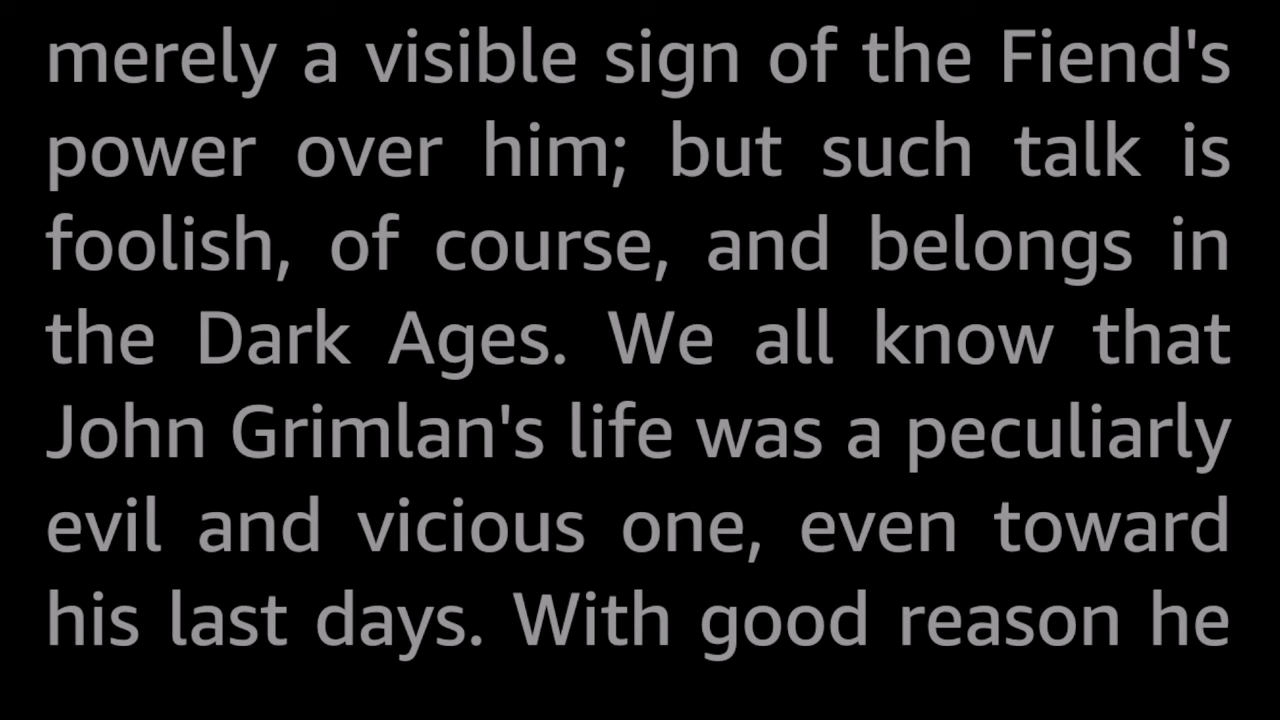 merely a visible sign of the Fiend's
power over him; but such talk is
foolish, of course, and belongs in
the Dark Ages. We all know that
John Grimlan's life was a peculiarly
evil and vicious one, even toward
his last days. With good reason he